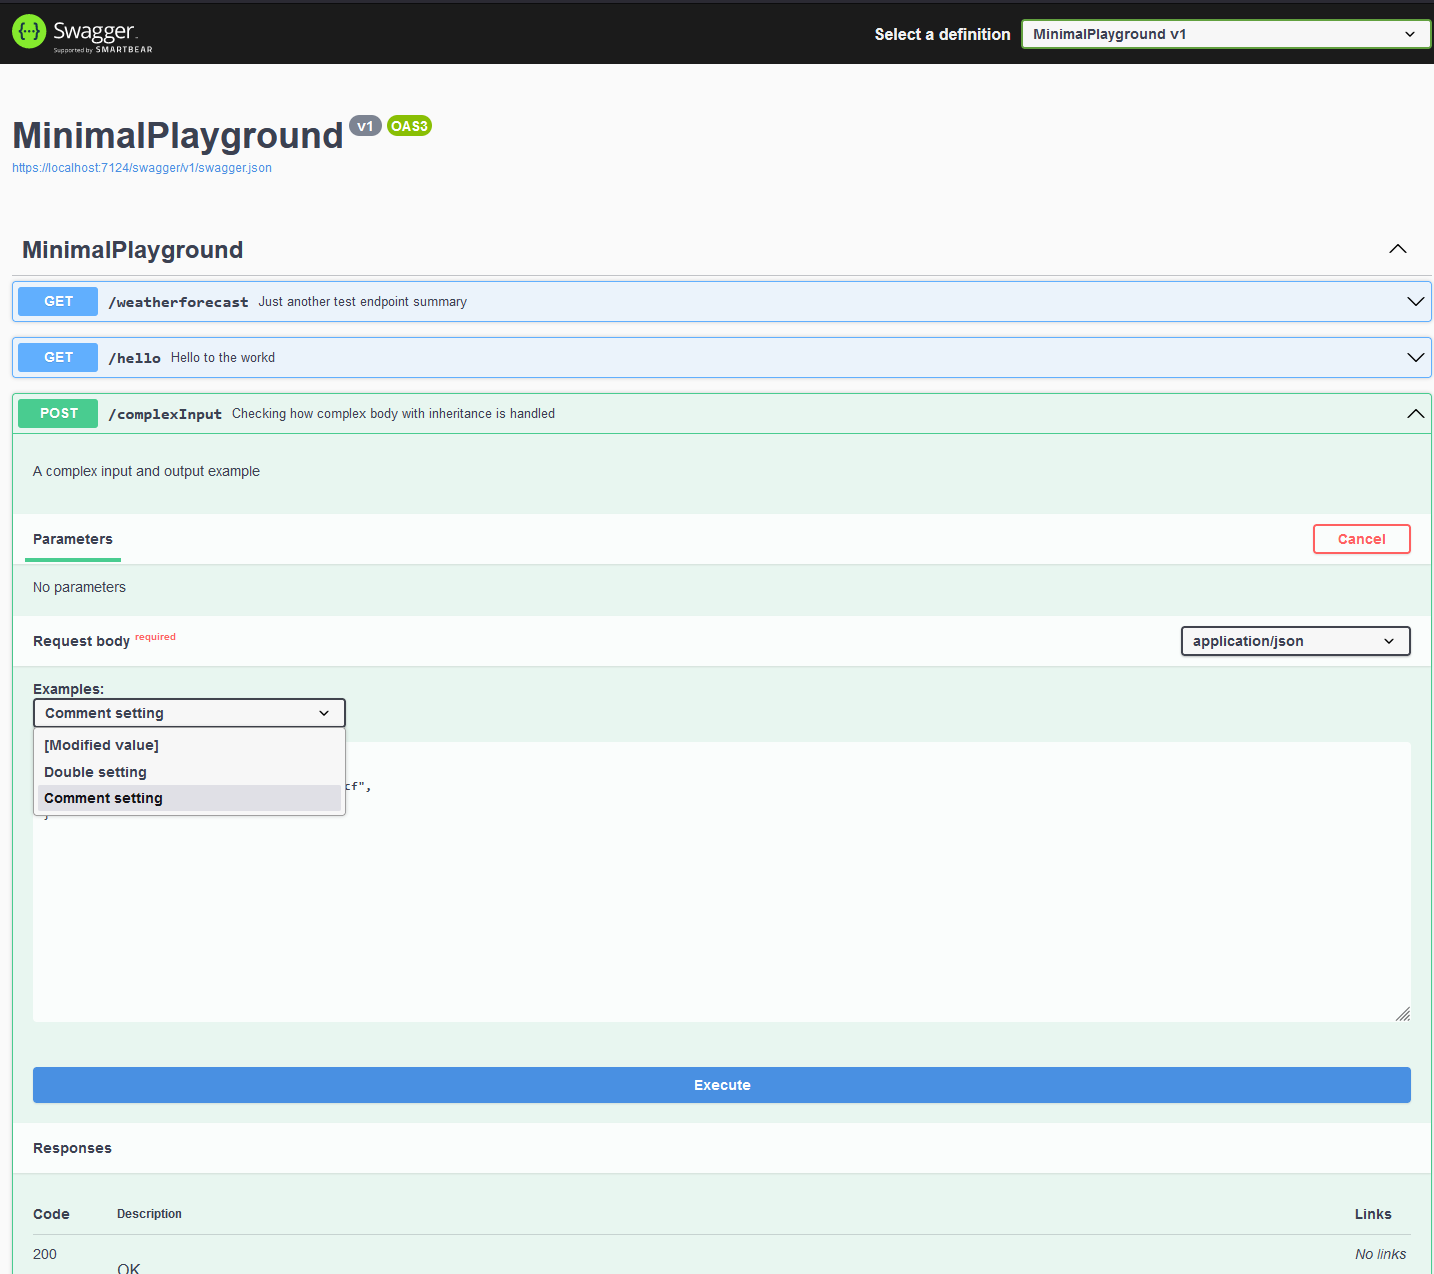 Swagger.
Supported by SMARTBEAR
Select a definition
MinimalPlayground v1
MinimalPlayground v1 OAS3
https://localhost:7124/swagger/v1/swagger.json
MinimalPlayground
GET /weatherforecast Just another test endpoint summary
GET /hello Hello to the workd
POST /complexInput Checking how complex body with inheritance is handled
A complex input and output example
Parameters
Cancel
No parameters
Request body required
application/json
Examples:
Comment setting
[Modified value]
Double setting
cf",
Comment setting
}
Execute
Responses
Code Description Links
200 OK No links